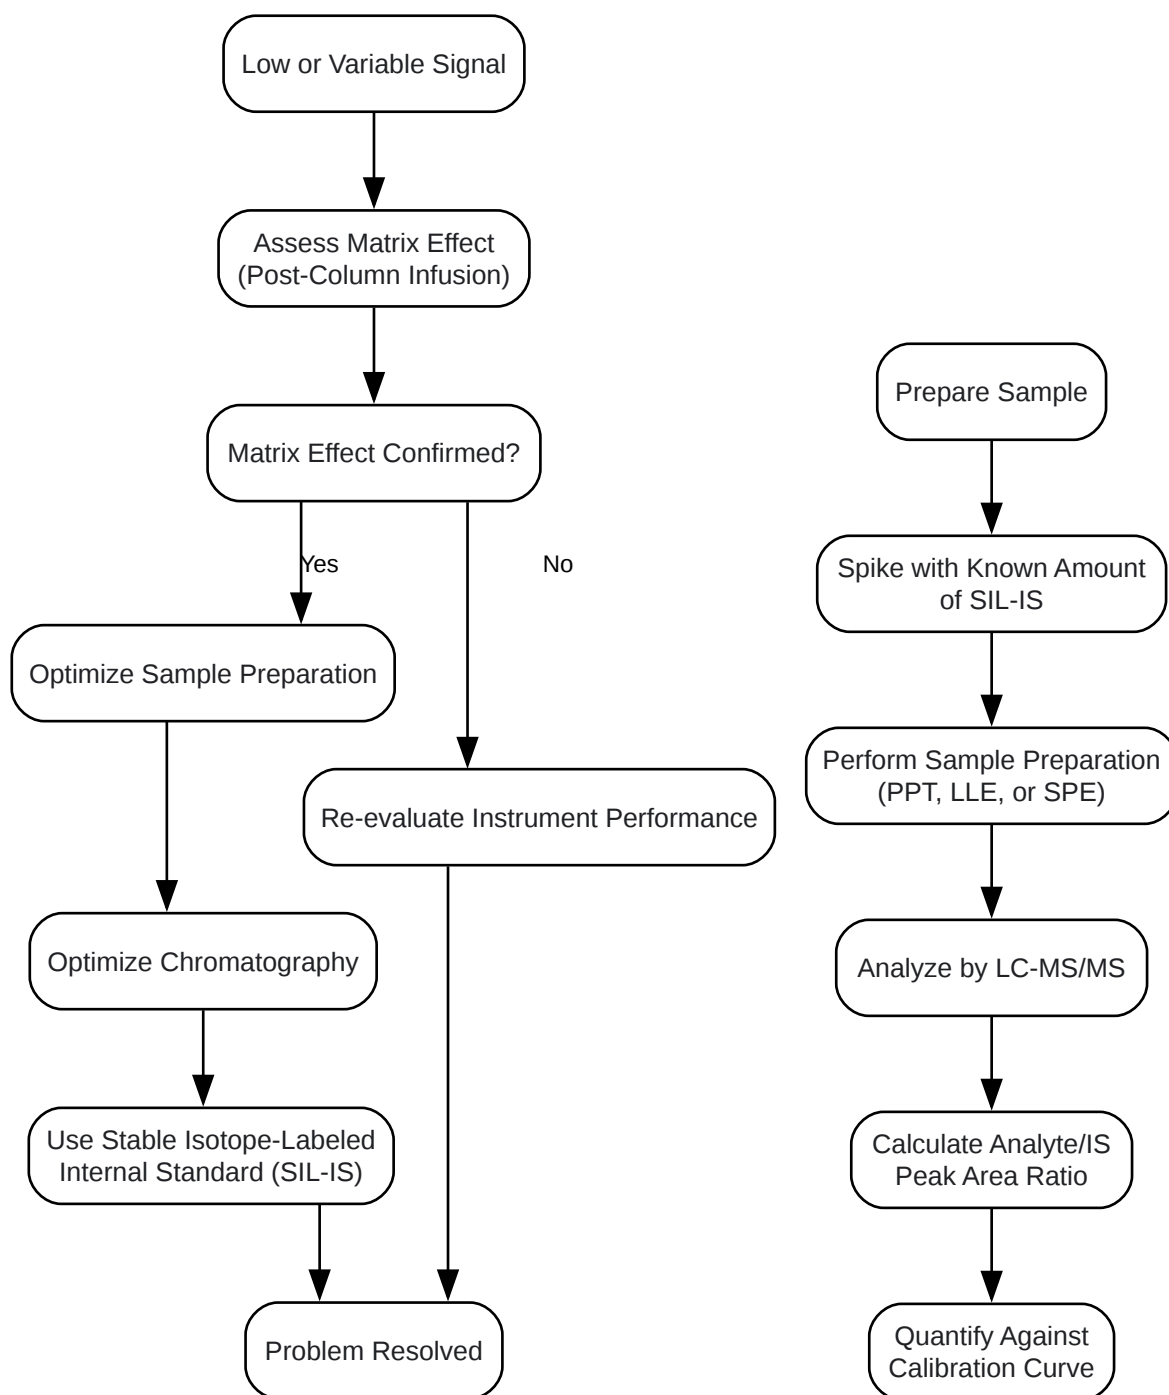 Low or Variable Signal
Assess Matrix Effect
(Post-Column Infusion)
Matrix Effect Confirmed?
Yes
No
Optimize Sample Preparation
Re-evaluate Instrument Performance
Optimize Chromatography
Use Stable Isotope-Labeled
Internal Standard (SIL-IS)
Problem Resolved
Prepare Sample
Spike with Known Amount
of SIL-IS
Perform Sample Preparation
(PPT, LLE, or SPE)
Analyze by LC-MS/MS
Calculate Analyte/IS
Peak Area Ratio
Quantify Against
Calibration Curve